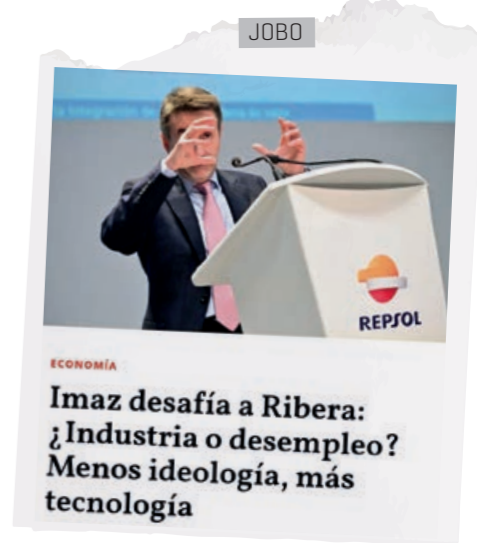 JOBO
REPSOL
ECONOMÍA
Imaz desafía a Ribera:
¿Industria o desempleo?
Menos ideología, más
tecnología